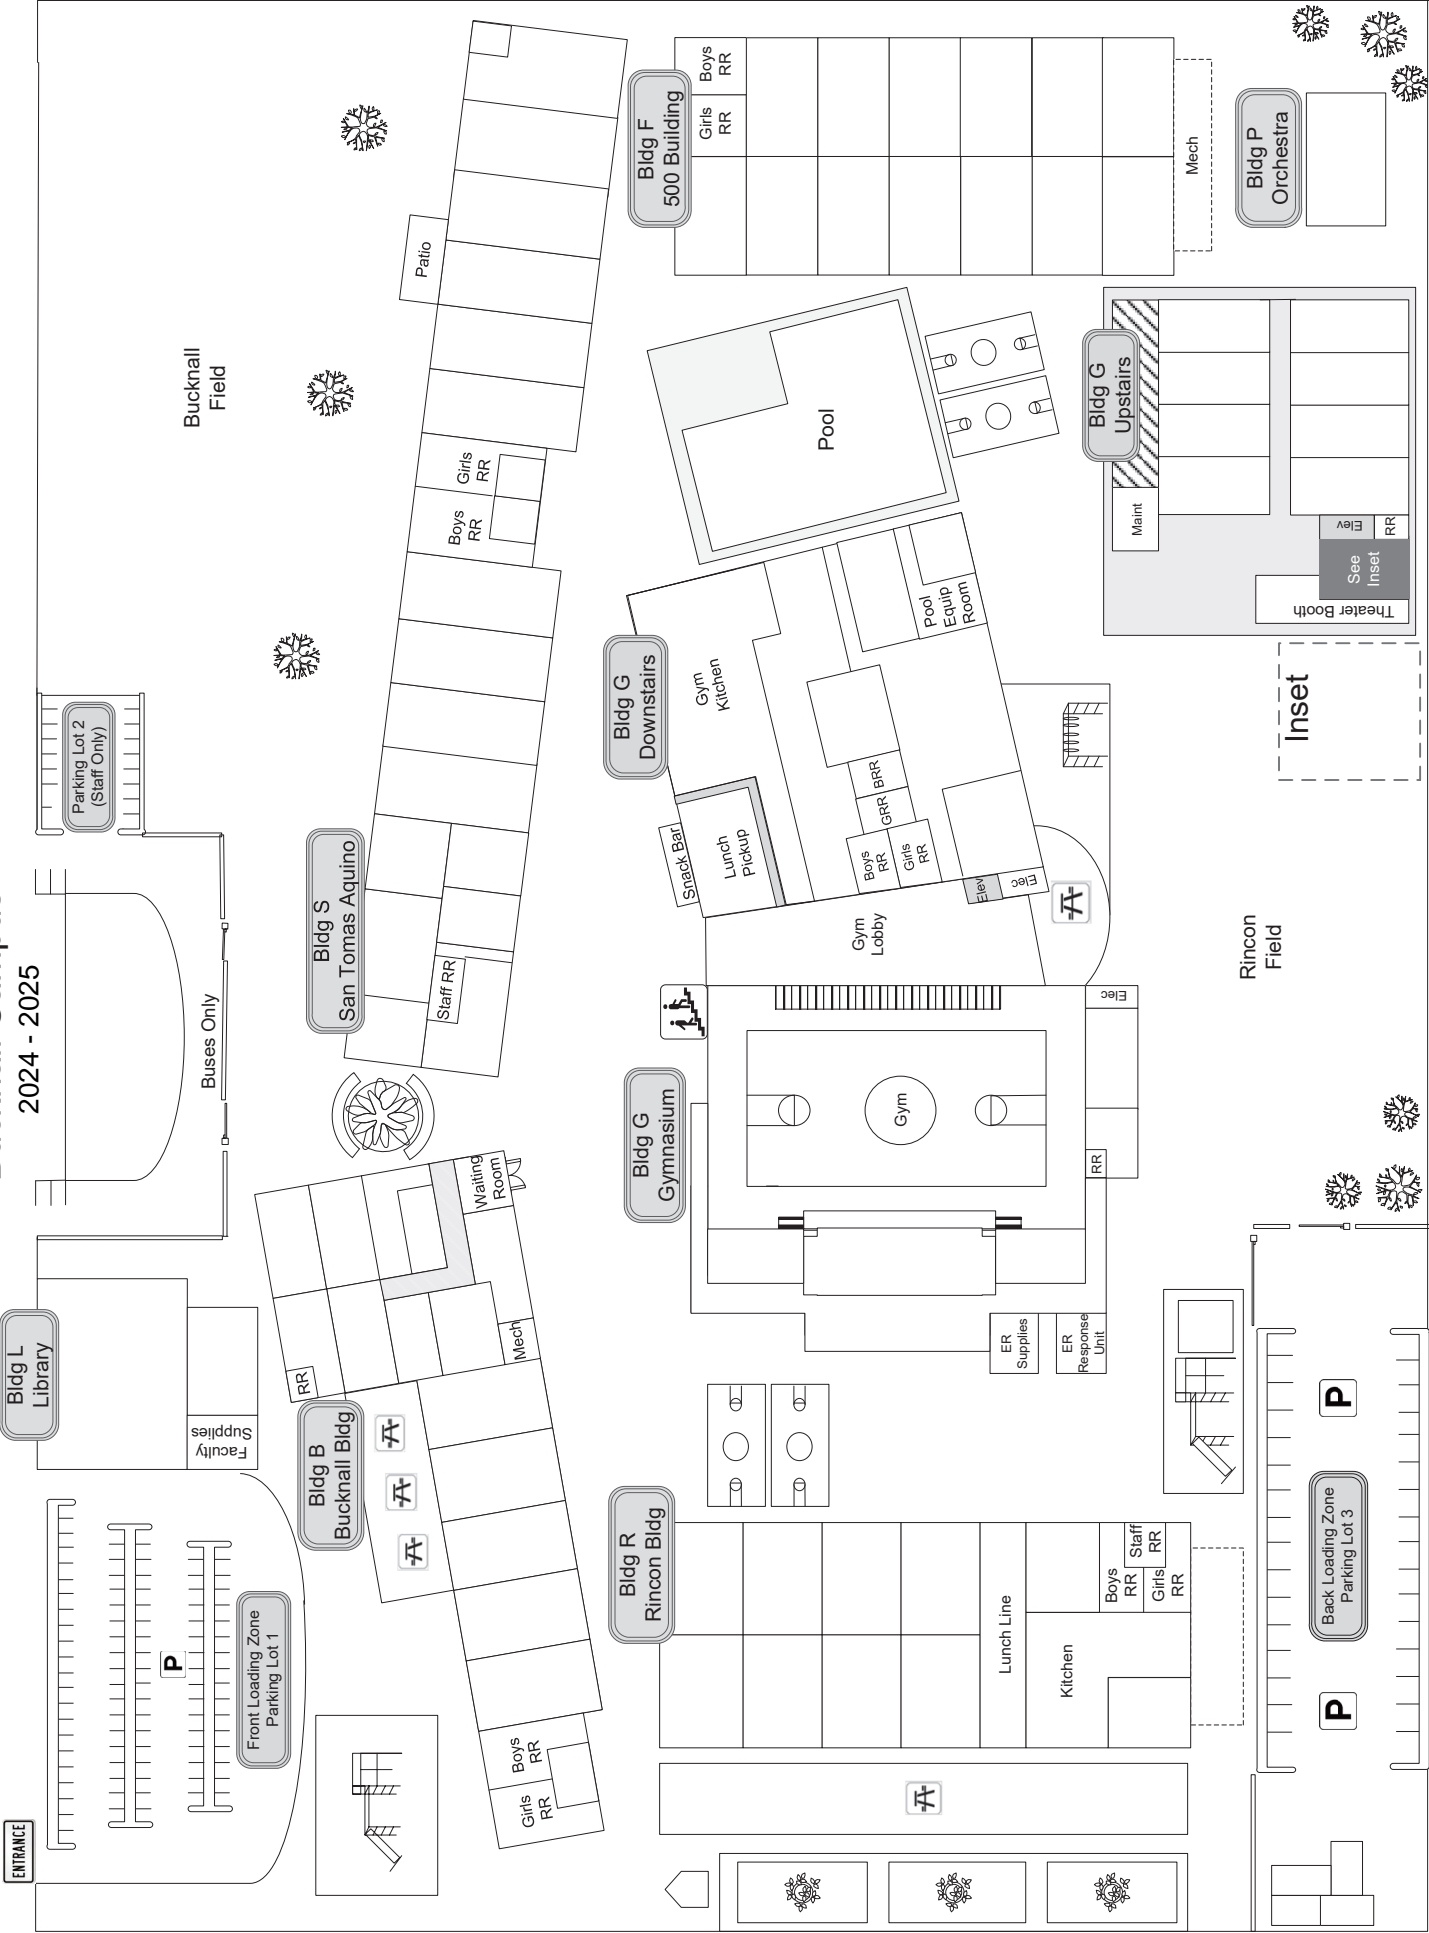 2024 - 2025
ENTRANCE
Bldg L
Library
Faculty
Supplies
P
Front Loading Zone
Parking Lot 1
Buses Only
Parking Lot 2
(Staff Only)
Bucknall
Field
Bldg B
Bucknall Bldg
RR
Mech
Waiting
Room
Boys
RR
Girls
RR
Bldg S
San Tomas Aquino
Staff RR
Boys
RR
Girls
RR
Patio
Bldg F
500 Building
Girls
RR
Boys
RR
Mech
Bldg P
Orchestra
Pool
Bldg G
Downstairs
Gym
Kitchen
Snack Bar
Lunch
Pickup
Pool
Equip
Room
BRR
GRR
Boys
RR
Girls
RR
Elev
Elec
Gym
Lobby
Bldg G
Gymnasium
Gym
Elec
RR
ER
Supplies
ER
Response
Unit
Bldg G
Upstairs
Maint
Elev
RR
See
Inset
Theater Booth
Inset
Rincon
Field
Bldg R
Rincon Bldg
Lunch Line
Kitchen
Boys
RR
Staff
RR
Girls
RR
Back Loading Zone
Parking Lot 3
P
P